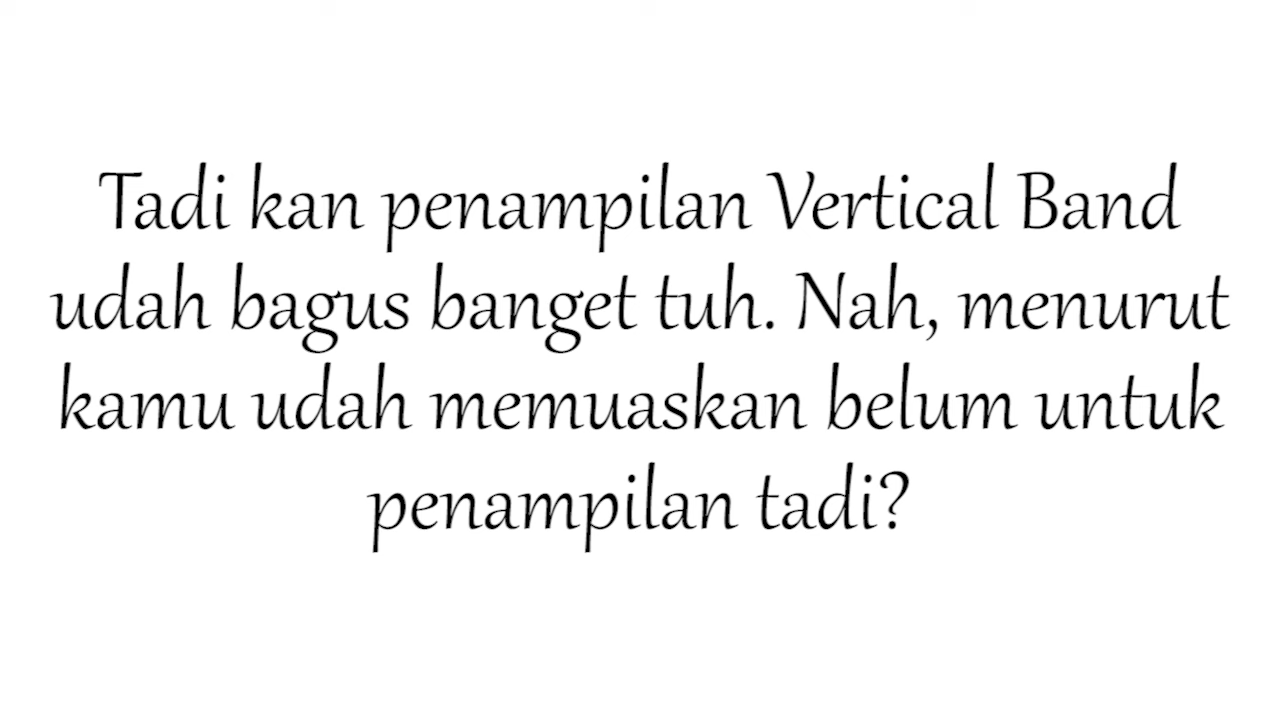 Tadi kan penampilan Vertical Band
udah bagus banget tuh. Nah, menurut
kamu udah memuaskan belum untuk
penampilan tadi?